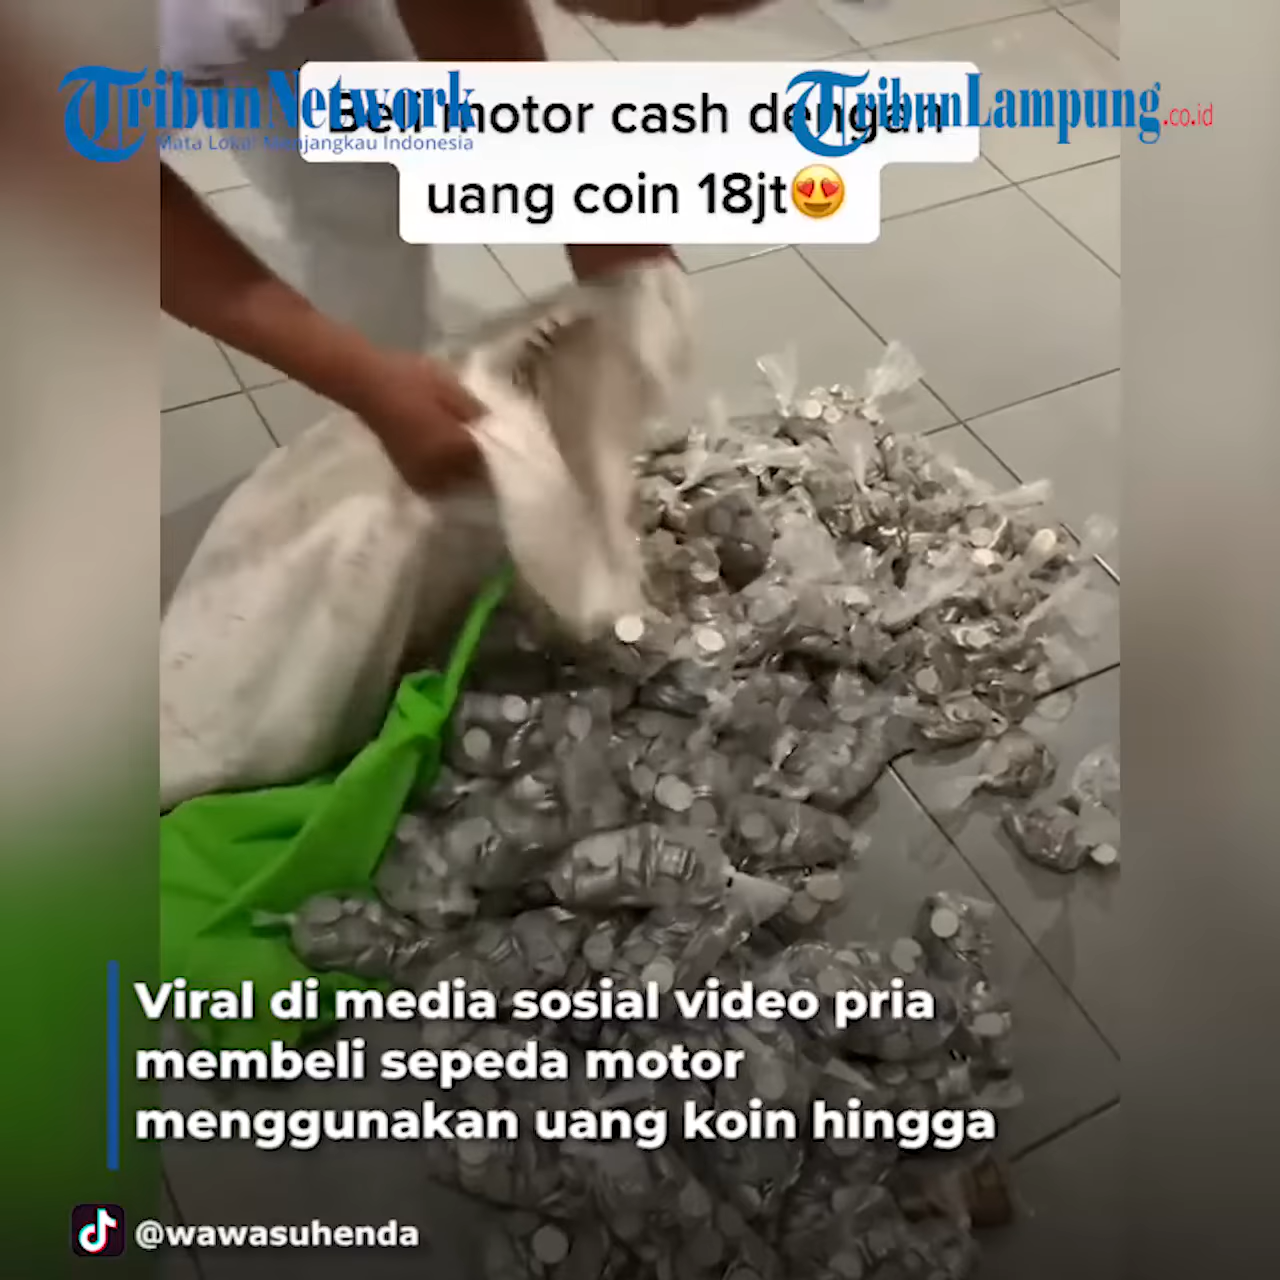 TribunNetwork
Mata Lokal Menjangkau Indonesia
TribunLampung.co.id
Beli motor cash dengan
uang coin 18jt😍
Viral di media sosial video pria
membeli sepeda motor
menggunakan uang koin hingga
@wawasuhenda